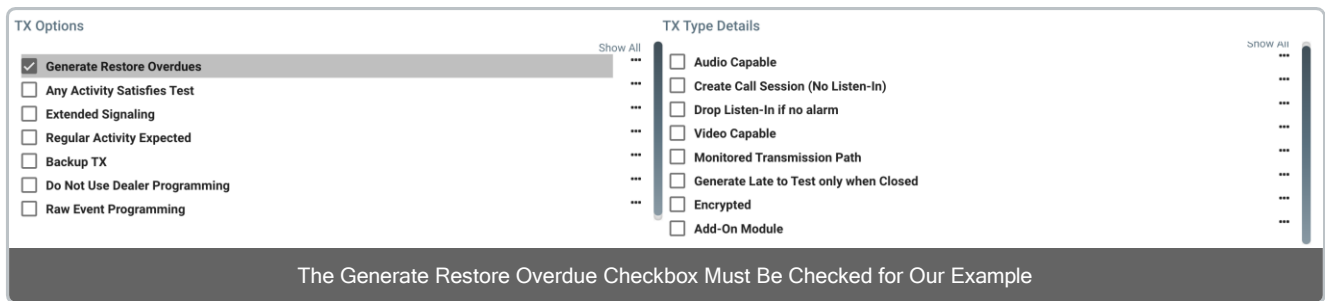 TX Options
Show All
Generate Restore Overdues
Any Activity Satisfies Test
Extended Signaling
Regular Activity Expected
Backup TX
Do Not Use Dealer Programming
Raw Event Programming
TX Type Details
Show All
Audio Capable
Create Call Session (No Listen-In)
Drop Listen-In if no alarm
Video Capable
Monitored Transmission Path
Generate Late to Test only when Closed
Encrypted
Add-On Module
The Generate Restore Overdue Checkbox Must Be Checked for Our Example